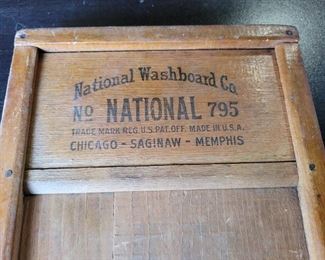 National Washboard Co.
No NATIONAL 795
TRADE MARK REG. U.S. PAT. OFF. MADE IN U.S.A.
CHICAGO - SAGINAW - MEMPHIS